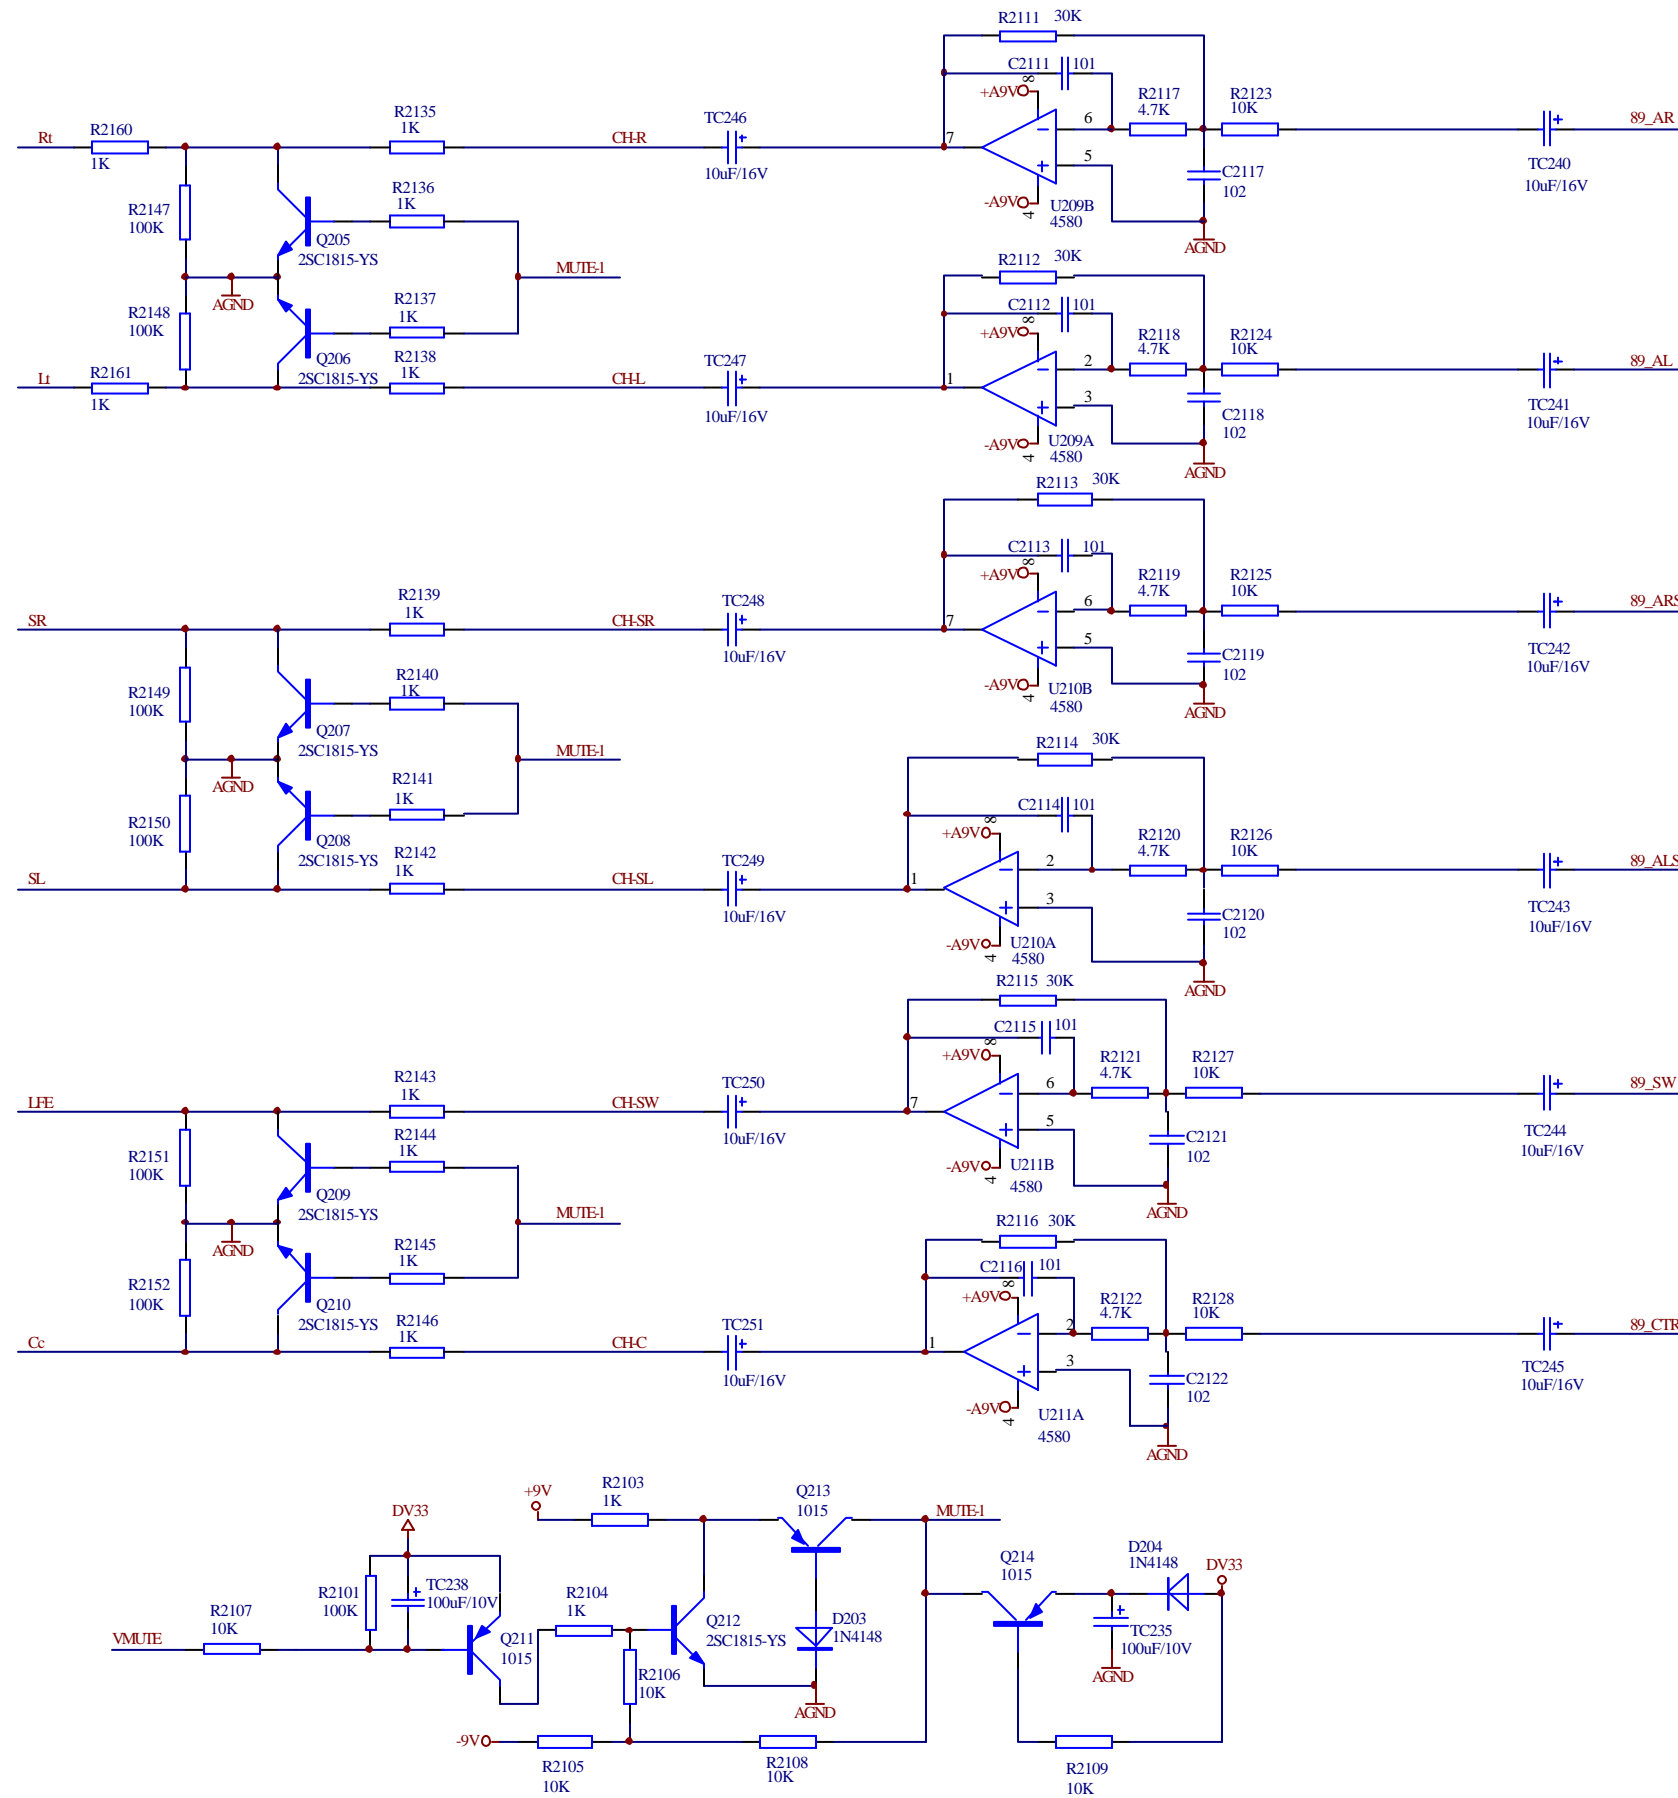 R2111 30K
C2111 101
8
+A9V
R2117
4.7K
R2123
10K
89_AR
TC246
10uF/16V
R2135
1K
Rt
R2160
1K
CH-R
7
6
5
TC240
10uF/16V
C2117
102
R2136
1K
R2147
100K
Q205
2SC1815-YS
-A9V
4
U209B
4580
AGND
MUTE-1
R2112 30K
C2112 101
8
+A9V
AGND
R2137
1K
R2148
100K
Q206
2SC1815-YS
R2118
4.7K
R2124
10K
89_AL
Lt
R2161
1K
R2138
1K
CH-L
TC247
10uF/16V
1
2
3
TC241
10uF/16V
C2118
102
-A9V
4
U209A
4580
AGND
R2113 30K
C2113 101
8
+A9V
R2119
4.7K
R2125
10K
89_ARS
SR
R2139
1K
CH-SR
TC248
10uF/16V
7
6
5
TC242
10uF/16V
C2119
102
R2140
1K
R2149
100K
Q207
2SC1815-YS
-A9V
4
U210B
4580
AGND
MUTE-1
R2114 30K
AGND
R2141
1K
C2114 101
8
+A9V
R2150
100K
Q208
2SC1815-YS
R2120
4.7K
R2126
10K
89_ALS
SL
R2142
1K
CH-SL
TC249
10uF/16V
1
2
3
TC243
10uF/16V
C2120
102
-A9V
4
U210A
4580
AGND
R2115 30K
C2115 101
8
+A9V
R2121
4.7K
R2127
10K
89_SW
LFE
R2143
1K
CH-SW
TC250
10uF/16V
7
6
5
TC244
10uF/16V
C2121
102
R2144
1K
R2151
100K
Q209
2SC1815-YS
-A9V
4
U211B
4580
AGND
MUTE-1
R2116 30K
AGND
R2145
1K
C2116 101
8
+A9V
R2152
100K
Q210
2SC1815-YS
R2122
4.7K
R2128
10K
89_CTR
Cc
R2146
1K
CH-C
TC251
10uF/16V
1
2
3
TC245
10uF/16V
C2122
102
-A9V
4
U211A
4580
AGND
+9V
R2103
1K
Q213
1015
MUTE-1
DV33
R2101
100K
TC238
100uF/10V
R2104
1K
Q214
1015
D204
1N4148
DV33
R2107
10K
VMUTE
Q211
1015
Q212
2SC1815-YS
D203
1N4148
TC235
100uF/10V
AGND
R2106
10K
AGND
-9V
R2105
10K
R2108
10K
R2109
10K